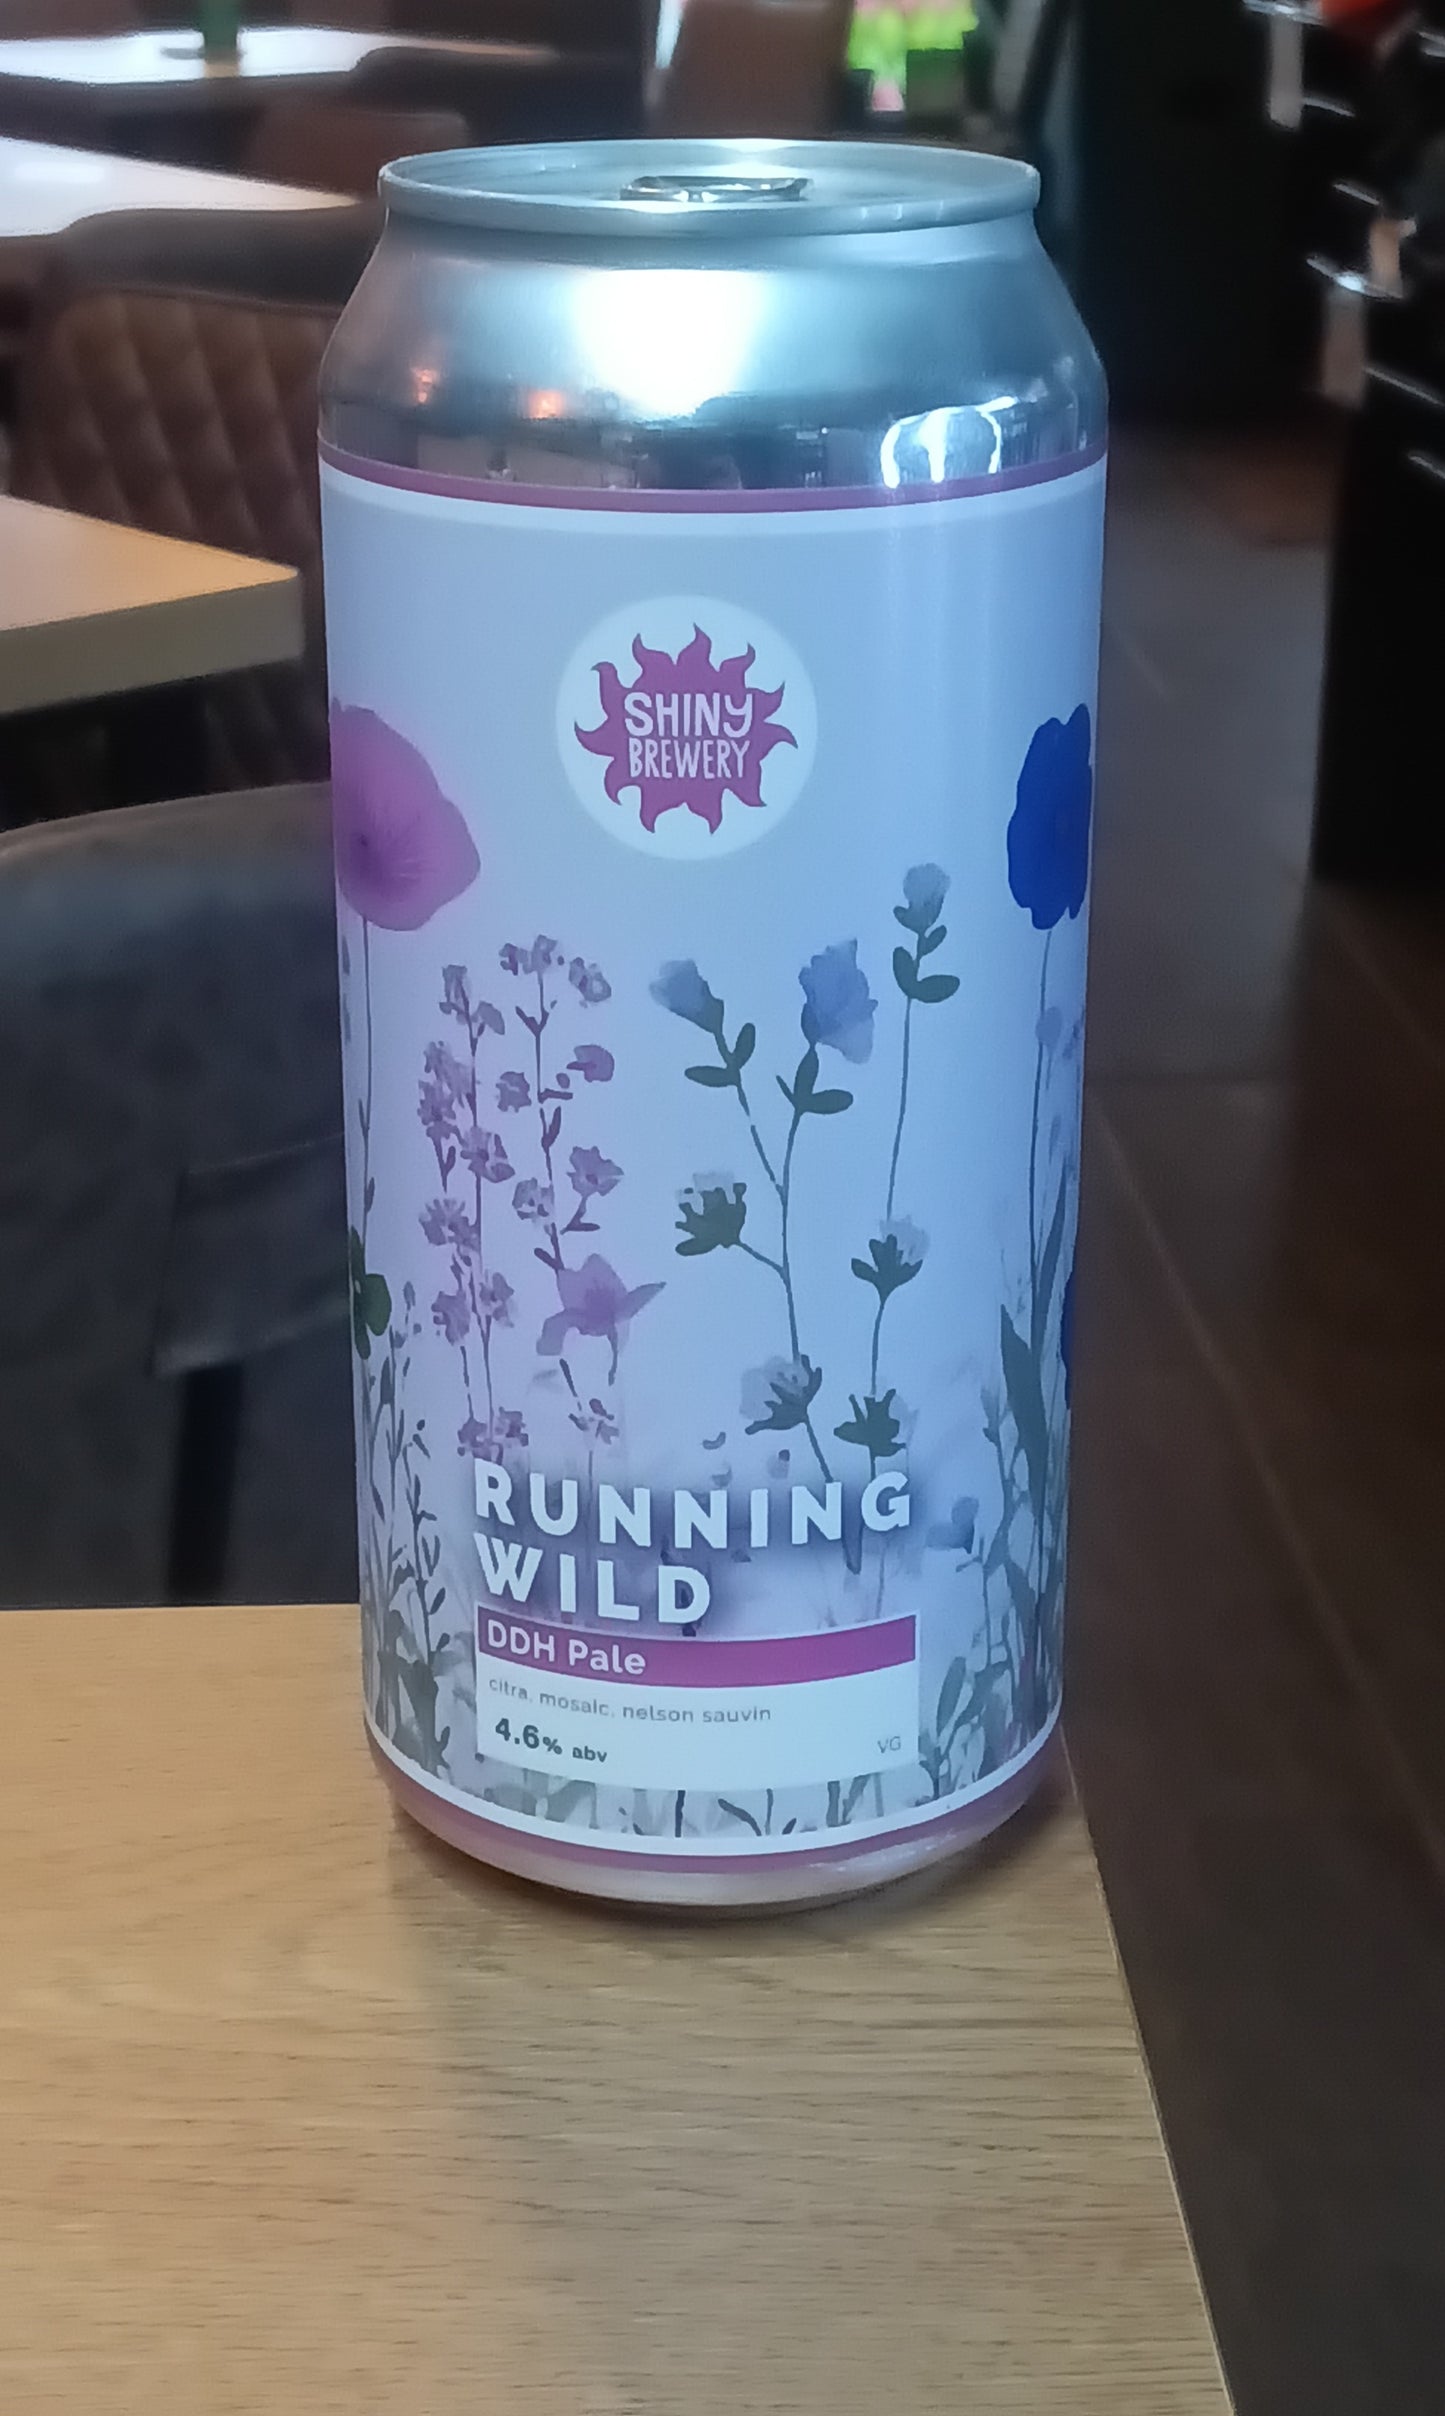 SHINY
BREWERY
RUNNING
WILD
DDH Pale
citra, mosaic, nelson sauvin
4.6% abv
VG